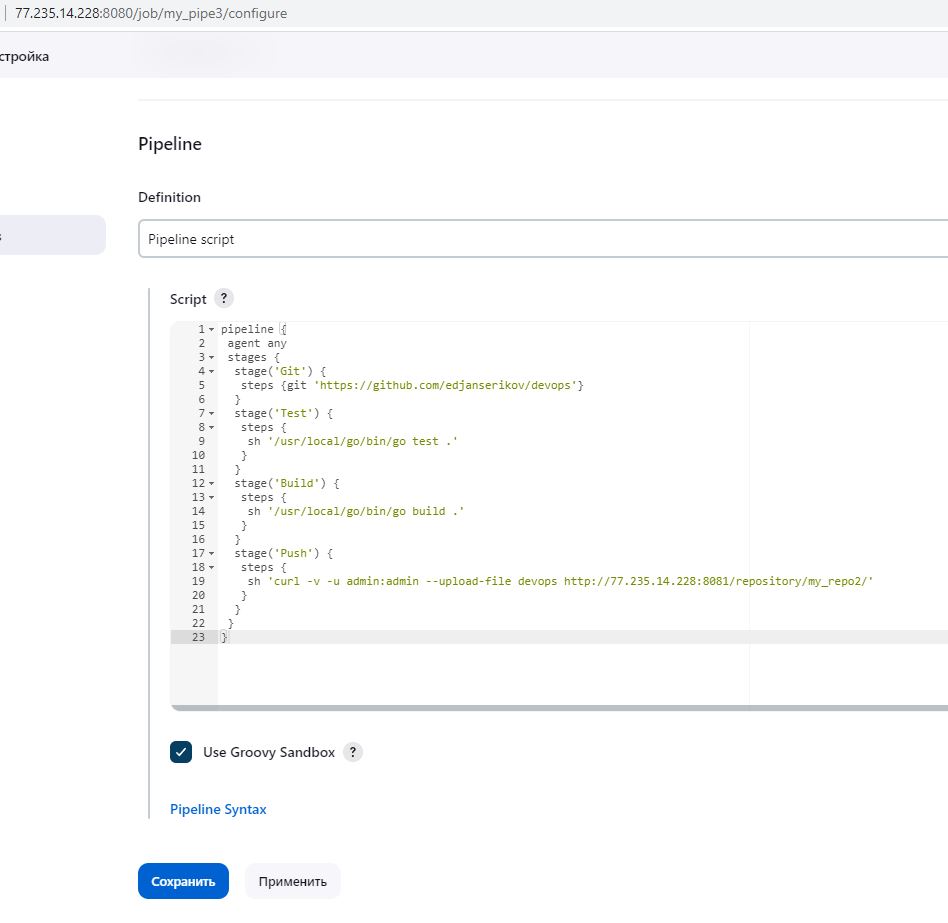 77.235.14.228:8080/job/my_pipe3/configure
стройка
Pipeline
Definition
Pipeline script
Script ?
1 pipeline {
2 agent any
3 stages {
4 stage('Git') {
5 steps {git 'https://github.com/edjanserikov/devops'}
6 }
7 stage('Test') {
8 steps {
9 sh '/usr/local/go/bin/go test .'
10 }
11 }
12 stage('Build') {
13 steps {
14 sh '/usr/local/go/bin/go build .'
15 }
16 }
17 stage('Push') {
18 steps {
19 sh 'curl -v -u admin:admin --upload-file devops http://77.235.14.228:8081/repository/my_repo2/'
20 }
21 }
22 }
23 }
Use Groovy Sandbox ?
Pipeline Syntax
Сохранить Применить